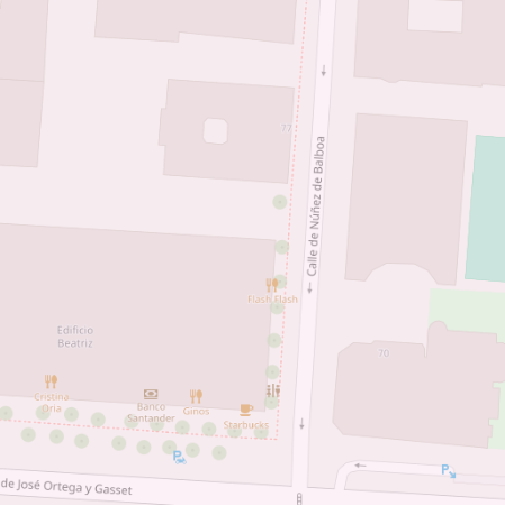 77
Calle de Núñez de Balboa
Flash Flash
Edificio
Beatriz
70
Cristina
Oria
Banco
Santander
Ginos
Starbucks
P
P
de José Ortega y Gasset